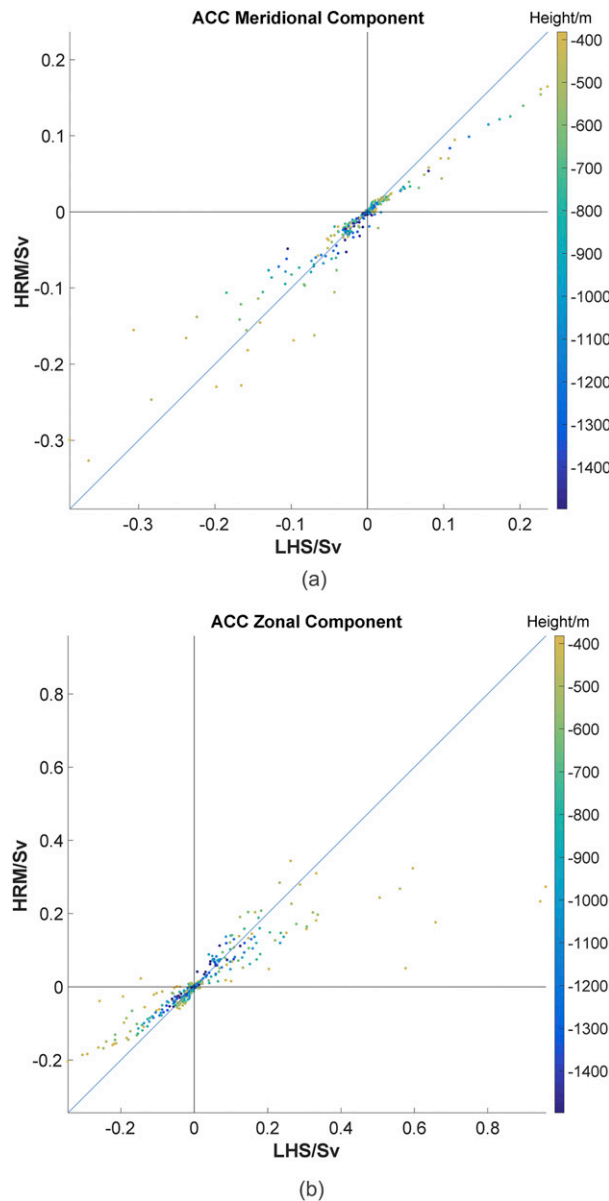 ACC Meridional Component
Height/m
0.2
0.1
0
-0.1
-0.2
-0.3
HRM/Sv
-0.3 -0.2 -0.1 0 0.1 0.2
LHS/Sv
-400
-500
-600
-700
-800
-900
-1000
-1100
-1200
-1300
-1400
(a)
ACC Zonal Component
Height/m
0.8
0.6
0.4
0.2
0
-0.2
HRM/Sv
-0.2 0 0.2 0.4 0.6 0.8
LHS/Sv
-400
-500
-600
-700
-800
-900
-1000
-1100
-1200
-1300
-1400
(b)